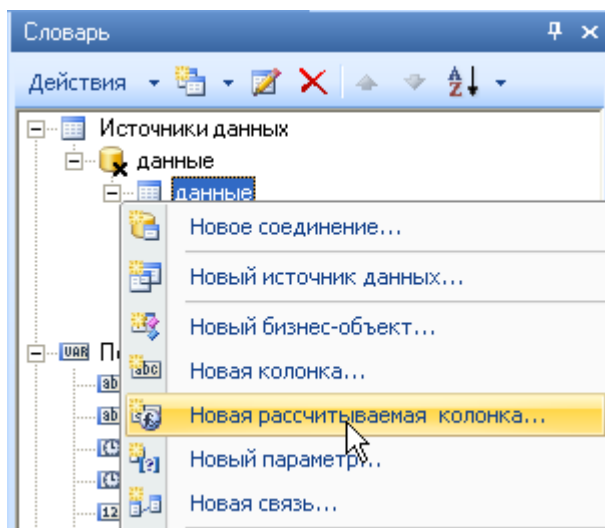 Словарь
Действия
Источники данных
данные
данные
Новое соединение...
Новый источник данных...
Новый бизнес-объект...
Новая колонка...
Новая рассчитываемая колонка...
Новый параметр...
Новая связь...